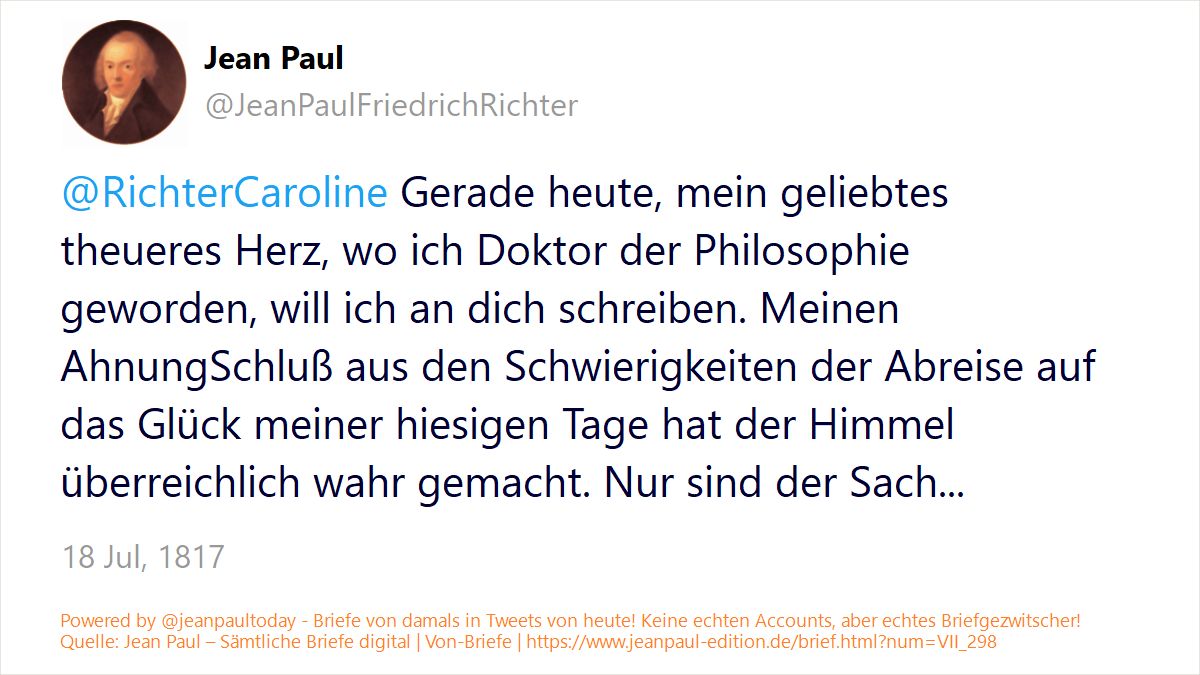 Jean Paul
@JeanPaulFriedrichRichter
@RichterCaroline Gerade heute, mein geliebtes
theueres Herz, wo ich Doktor der Philosophie
geworden, will ich an dich schreiben. Meinen
AhnungSchluß aus den Schwierigkeiten der Abreise auf
das Glück meiner hiesigen Tage hat der Himmel
überreichlich wahr gemacht. Nur sind der Sach...
18 Jul, 1817
Powered by @jeanpaultoday - Briefe von damals in Tweets von heute! Keine echten Accounts, aber echtes Briefgezwitscher!
Quelle: Jean Paul – Sämtliche Briefe digital | Von-Briefe | https://www.jeanpaul-edition.de/brief.html?num=VII_298